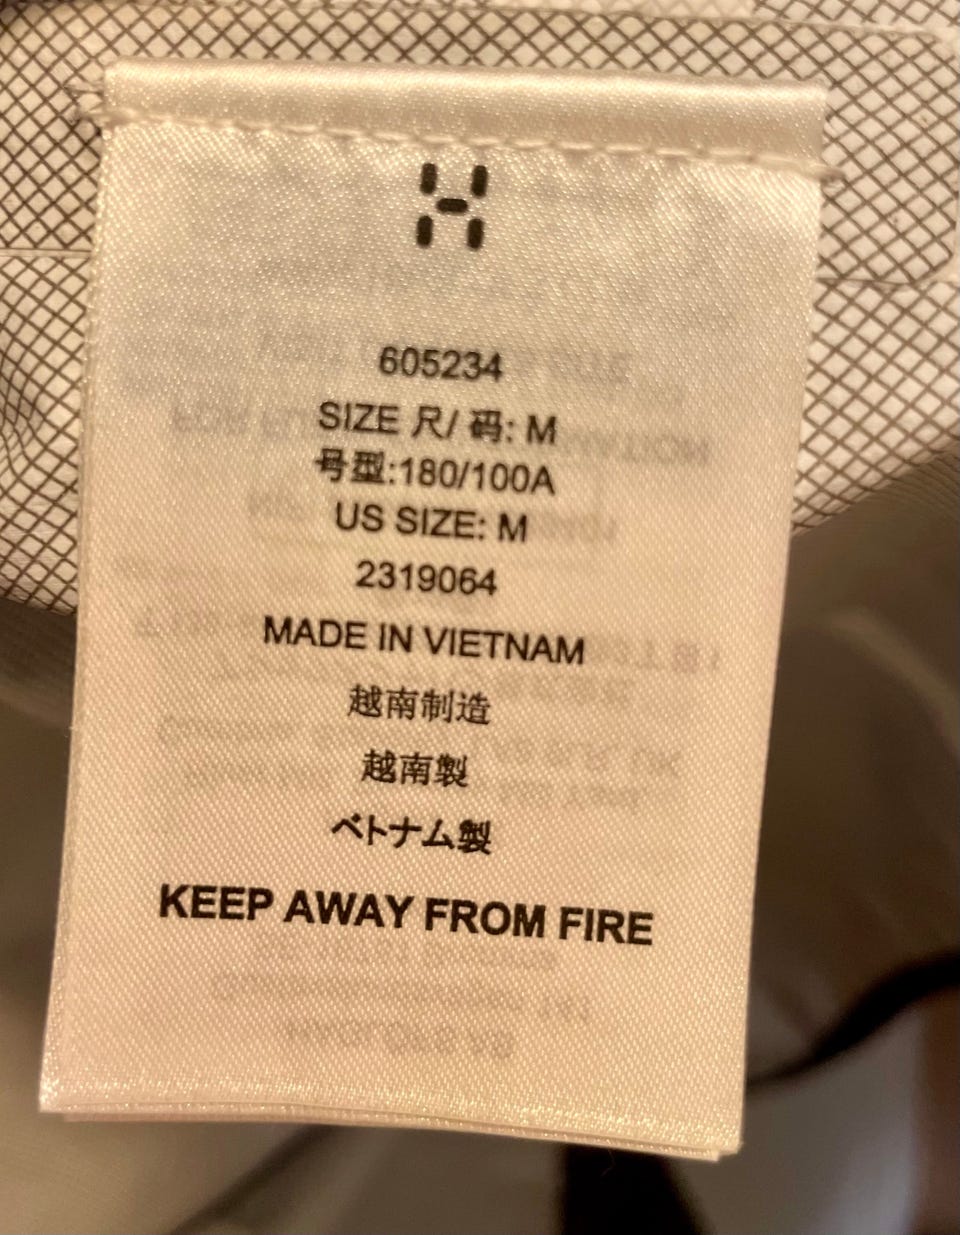 605234
SIZE 尺/ 码: M
号型:180/100A
US SIZE: M
2319064
MADE IN VIETNAM
越南制造
越南製
ベトナム製
KEEP AWAY FROM FIRE